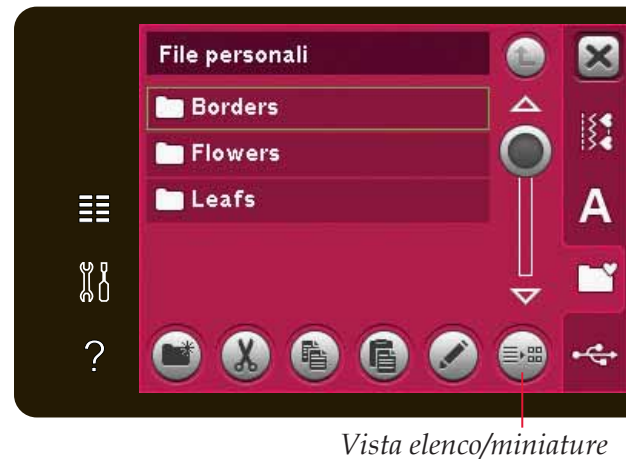 File personali
Borders
Flowers
Leafs
A
?
Vista elenco/miniature